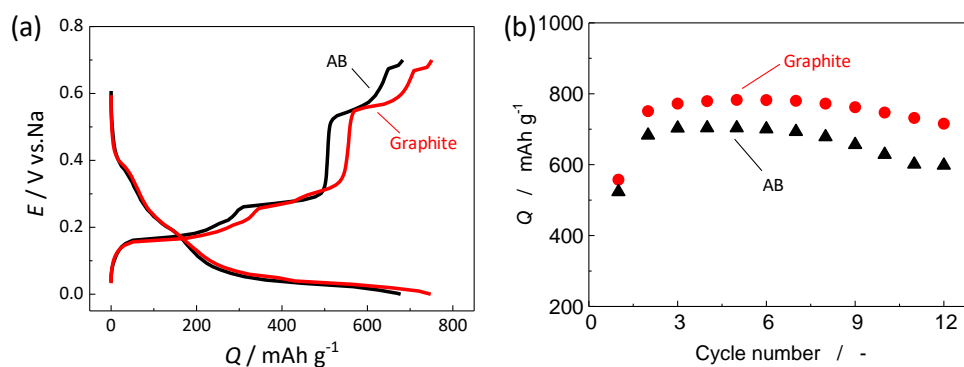 (a)
E / V vs.Na
0.8
0.6
0.4
0.2
0.0
AB
Graphite
0 200 400 600 800
Q / mAh g⁻¹
(b)
Q / mAh g⁻¹
1000
800
600
400
200
Graphite
AB
0 3 6 9 12
Cycle number / -